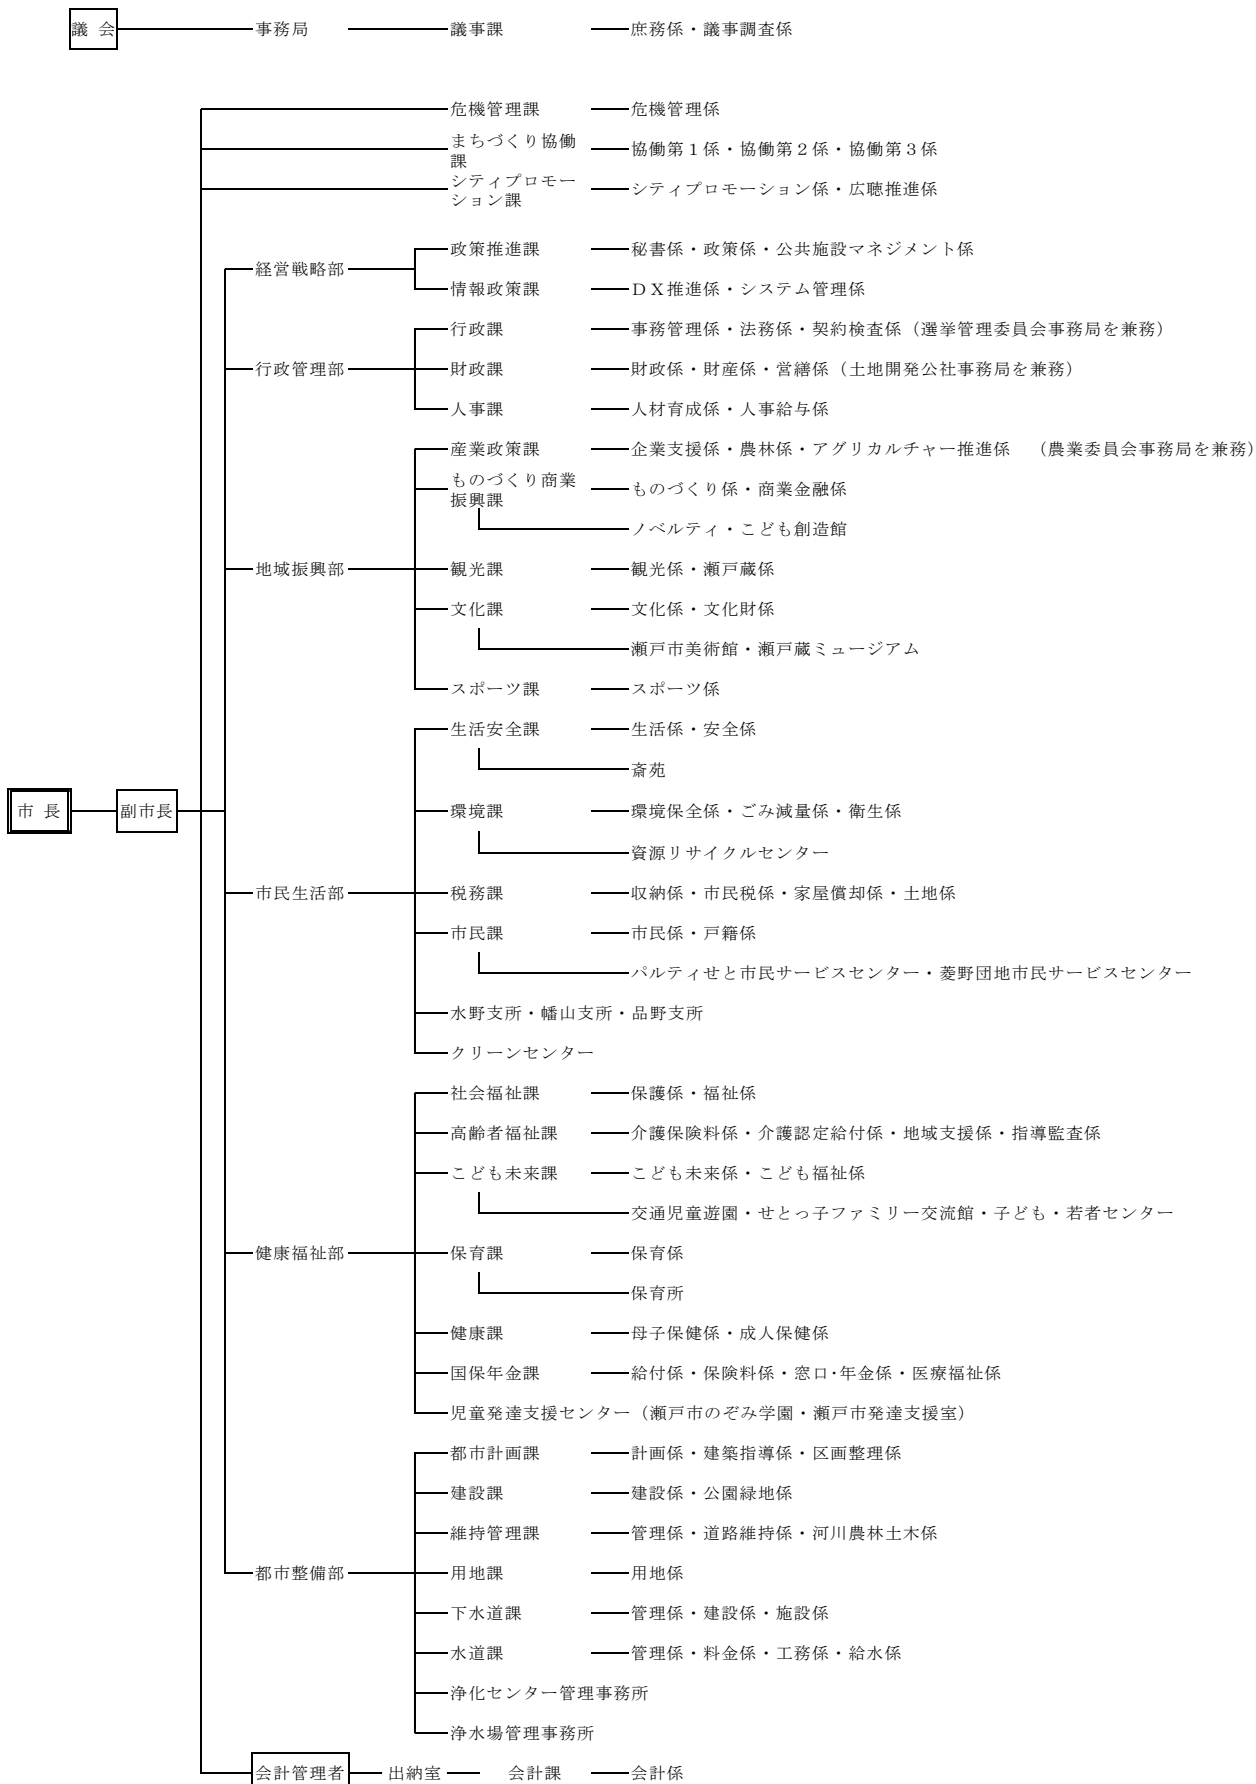 議 会 事務局 議事課 庶務係・議事調査係
危機管理課 危機管理係
まちづくり協働
課 協働第１係・協働第２係・協働第３係
シティプロモー
ション課 シティプロモーション係・広聴推進係
政策推進課 秘書係・政策係・公共施設マネジメント係
経営戦略部
情報政策課 ＤＸ推進係・システム管理係
行政課 事務管理係・法務係・契約検査係（選挙管理委員会事務局を兼務）
行政管理部 財政課 財政係・財産係・営繕係（土地開発公社事務局を兼務）
人事課 人材育成係・人事給与係
産業政策課 企業支援係・農林係・アグリカルチャー推進係 （農業委員会事務局を兼務）
ものづくり商業
振興課 ものづくり係・商業金融係
ノベルティ・こども創造館
地域振興部 観光課 観光係・瀬戸蔵係
文化課 文化係・文化財係
瀬戸市美術館・瀬戸蔵ミュージアム
スポーツ課 スポーツ係
生活安全課 生活係・安全係
斎苑
市 長 副市長 環境課 環境保全係・ごみ減量係・衛生係
資源リサイクルセンター
市民生活部 税務課 収納係・市民税係・家屋償却係・土地係
市民課 市民係・戸籍係
パルティせと市民サービスセンター・菱野団地市民サービスセンター
水野支所・幡山支所・品野支所
クリーンセンター
社会福祉課 保護係・福祉係
高齢者福祉課 介護保険料係・介護認定給付係・地域支援係・指導監査係
こども未来課 こども未来係・こども福祉係
交通児童遊園・せとっ子ファミリー交流館・子ども・若者センター
健康福祉部 保育課 保育係
保育所
健康課 母子保健係・成人保健係
国保年金課 給付係・保険料係・窓口･年金係・医療福祉係
児童発達支援センター（瀬戸市のぞみ学園・瀬戸市発達支援室）
都市計画課 計画係・建築指導係・区画整理係
建設課 建設係・公園緑地係
維持管理課 管理係・道路維持係・河川農林土木係
都市整備部 用地課 用地係
下水道課 管理係・建設係・施設係
水道課 管理係・料金係・工務係・給水係
浄化センター管理事務所
浄水場管理事務所
会計管理者 出納室 会計課 会計係